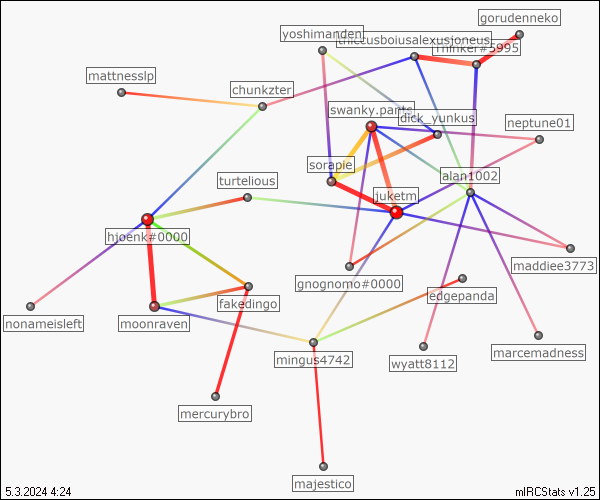 gorudenneko
yoshimanden
thiccusboiusalexusjoneus
Thinker#5995
mattnesslp
chunkzter
swanky.pants
dick_yunkus
neptune01
sorapie
alan1002
turtelious
juketm
hjoenk#0000
maddiee3773
gnognomo#0000
edgepanda
fakedingo
nonameisleft
moonraven
mingus4742
wyatt8112
marcemadness
mercurybro
majestico
5.3.2024 4:24
mIRCStats v1.25